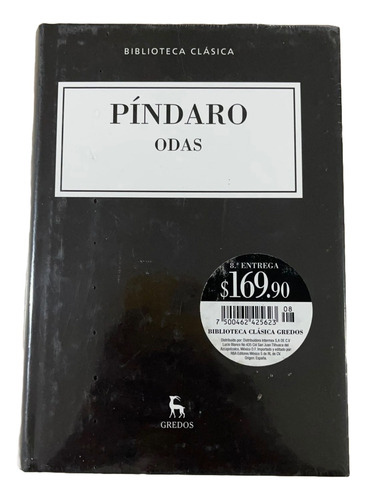 BIBLIOTECA CLÁSICA
PÍNDARO
ODAS
8.ª ENTREGA
$169.90
08
7 500462 425623
BIBLIOTECA CLÁSICA GREDOS
GREDOS